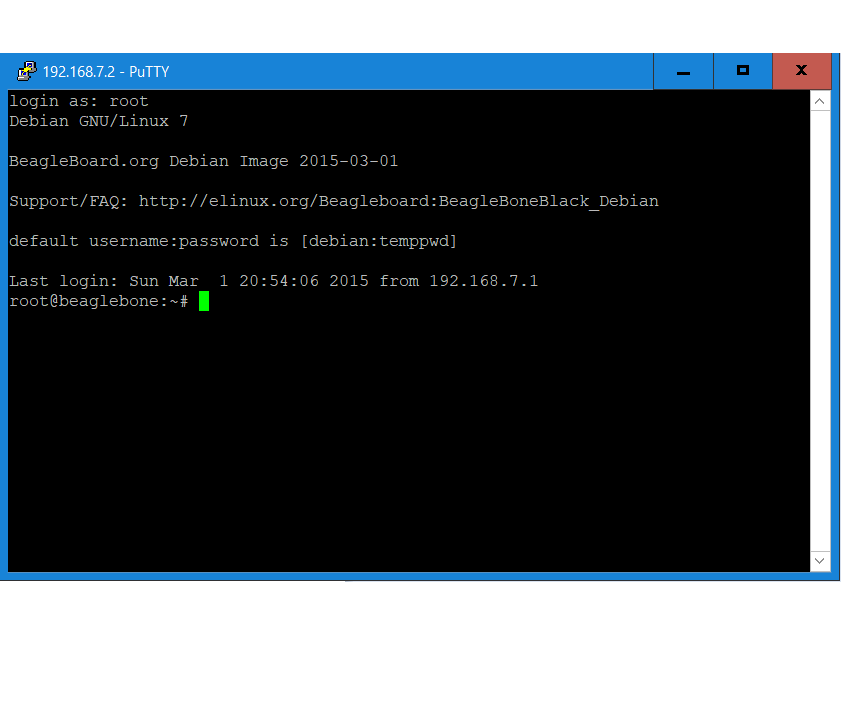 192.168.7.2 - PuTTY
login as: root
Debian GNU/Linux 7
BeagleBoard.org Debian Image 2015-03-01
Support/FAQ: http://elinux.org/Beagleboard:BeagleBoneBlack_Debian
default username:password is [debian:temppwd]
Last login: Sun Mar  1 20:54:06 2015 from 192.168.7.1
root@beaglebone:~#